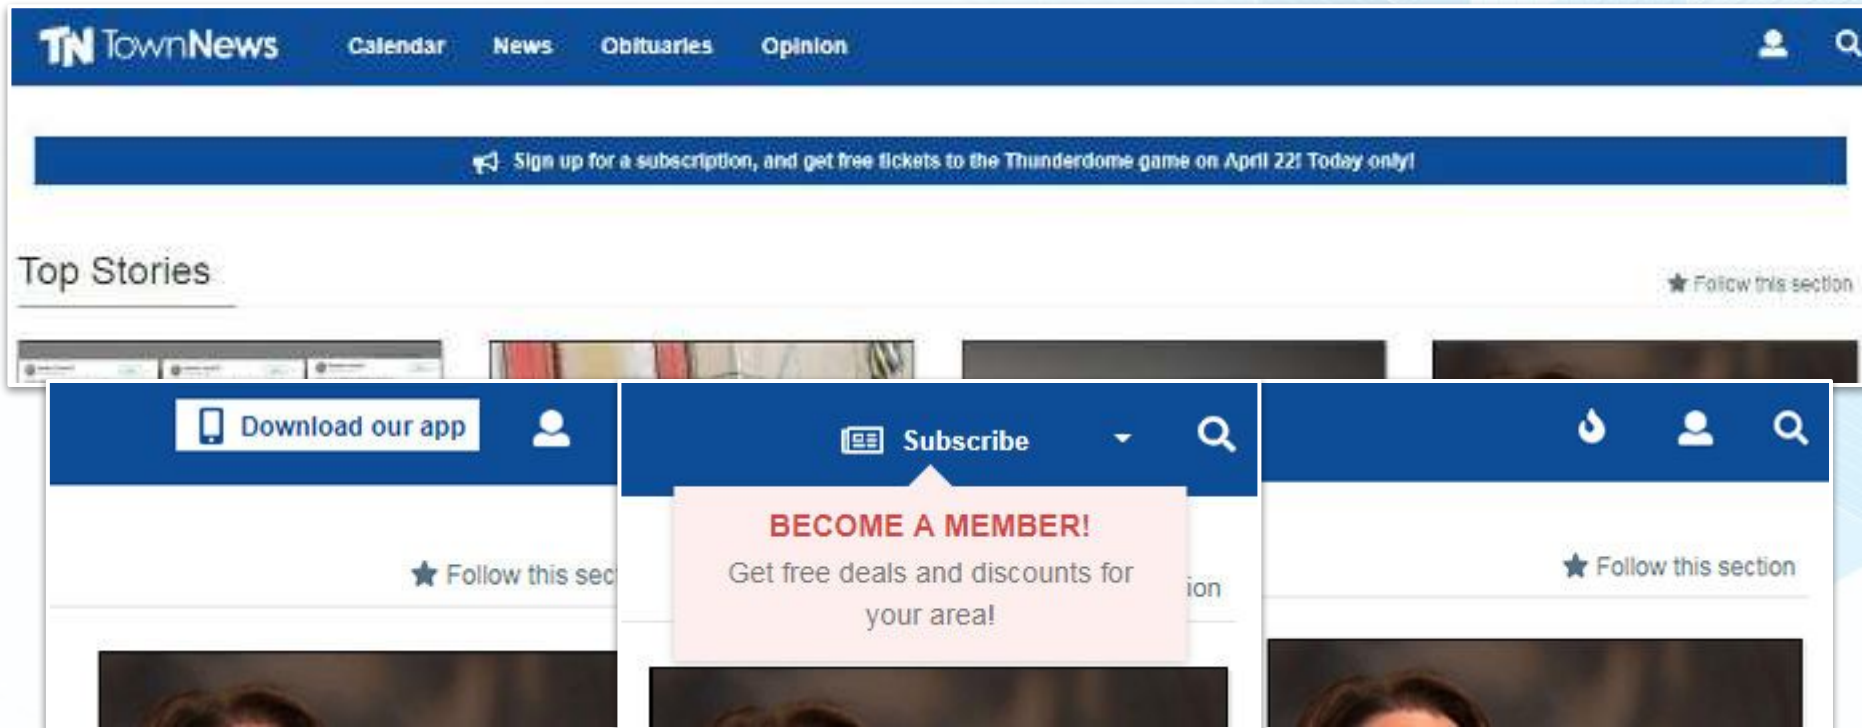 TN TownNews Calendar News Obituaries Opinion
Sign up for a subscription, and get free tickets to the Thunderdome game on April 22! Today only!
Top Stories
Follow this section
Download our app
Follow this sec
Subscribe
BECOME A MEMBER!
Get free deals and discounts for
your area!
ion
Follow this section